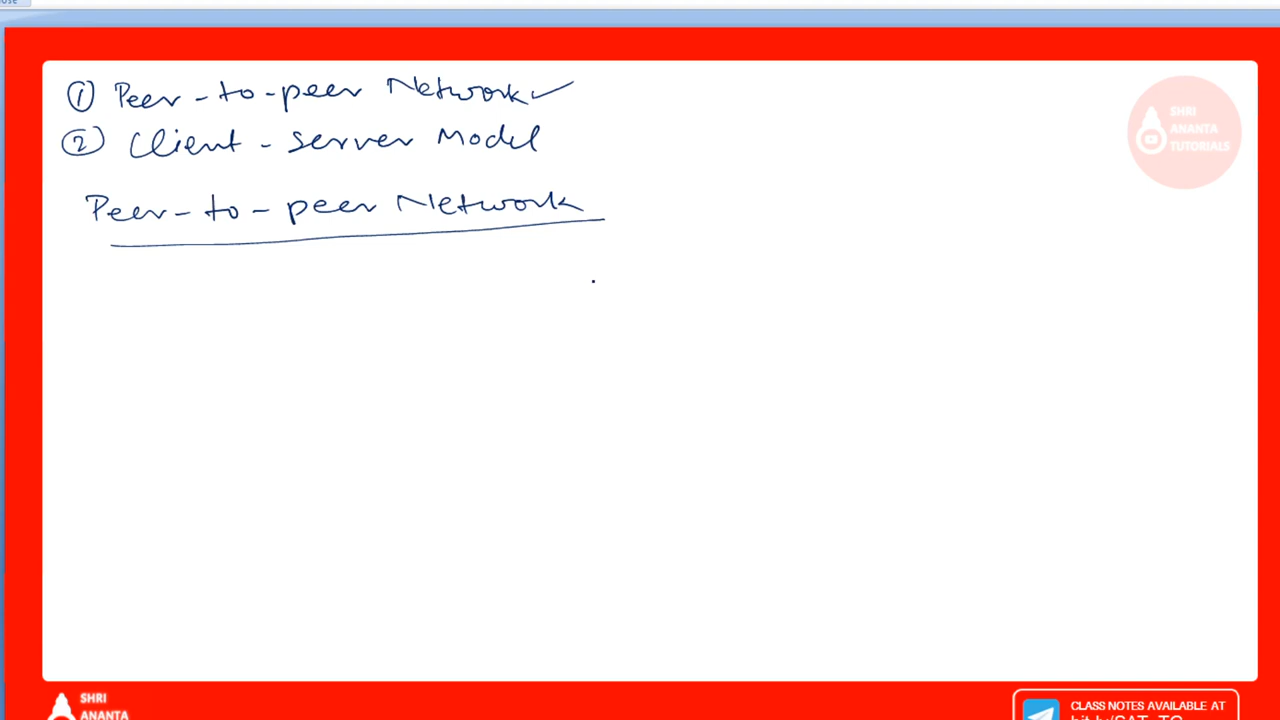 ① Peer-to-peer Network ✓
② Client-server Model
Peer-to-peer Network
SHRI
ANANTA
TUTORIALS
SHRI
ANANTA
CLASS NOTES AVAILABLE AT